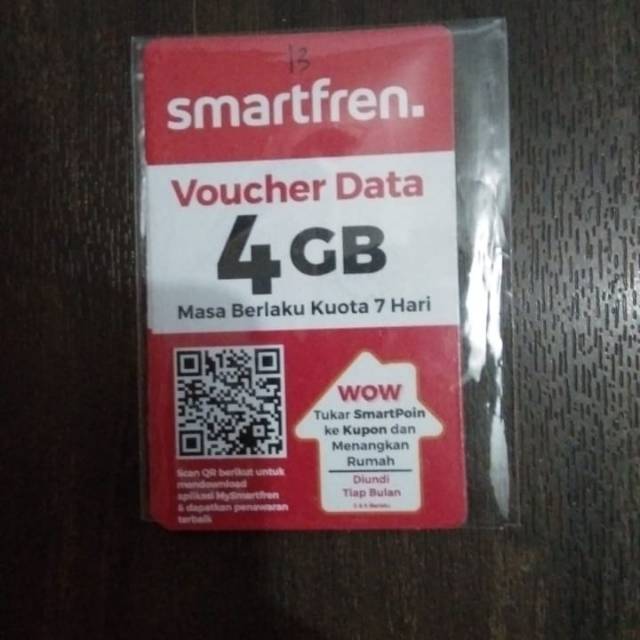 13
smartfren.
Voucher Data
4GB
Masa Berlaku Kuota 7 Hari
WOW
Tukar SmartPoin
ke Kupon dan
Menangkan
Rumah
Diundi
Tiap Bulan
Scan QR berikut untuk
mendownload
aplikasi MySmartfren
& dapatkan penawaran
terbaik